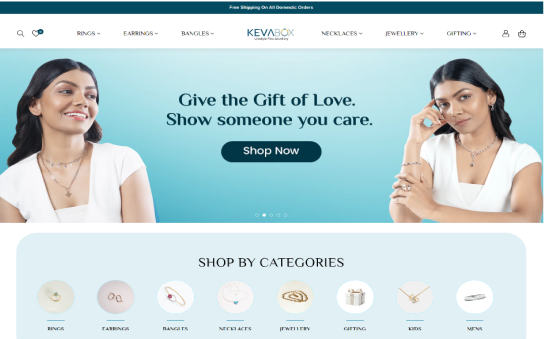 Free Shipping On All Domestic Orders
RINGS
EARRINGS
BANGLES
KEVABOX
Lifestyle Fine Jewellery
NECKLACES
JEWELLERY
GIFTING
Give the Gift of Love.
Show someone you care.
Shop Now
SHOP BY CATEGORIES
RINGS
EARRINGS
BANGLES
NECKLACES
JEWELLERY
GIFTING
KIDS
MENS